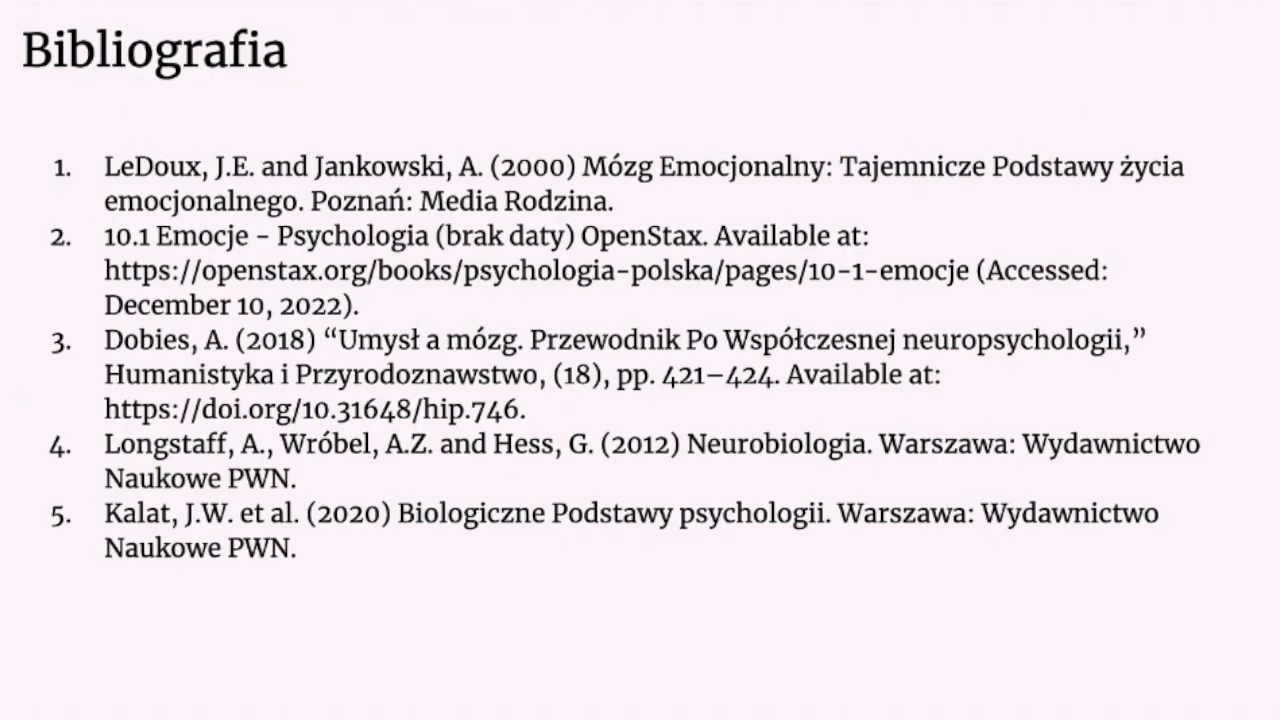 Bibliografia
1. LeDoux, J.E. and Jankowski, A. (2000) Mózg Emocjonalny: Tajemnicze Podstawy życia
emocjonalnego. Poznań: Media Rodzina.
2. 10.1 Emocje - Psychologia (brak daty) OpenStax. Available at:
https://openstax.org/books/psychologia-polska/pages/10-1-emocje (Accessed:
December 10, 2022).
3. Dobies, A. (2018) “Umysł a mózg. Przewodnik Po Współczesnej neuropsychologii,”
Humanistyka i Przyrodoznawstwo, (18), pp. 421–424. Available at:
https://doi.org/10.31648/hip.746.
4. Longstaff, A., Wróbel, A.Z. and Hess, G. (2012) Neurobiologia. Warszawa: Wydawnictwo
Naukowe PWN.
5. Kalat, J.W. et al. (2020) Biologiczne Podstawy psychologii. Warszawa: Wydawnictwo
Naukowe PWN.